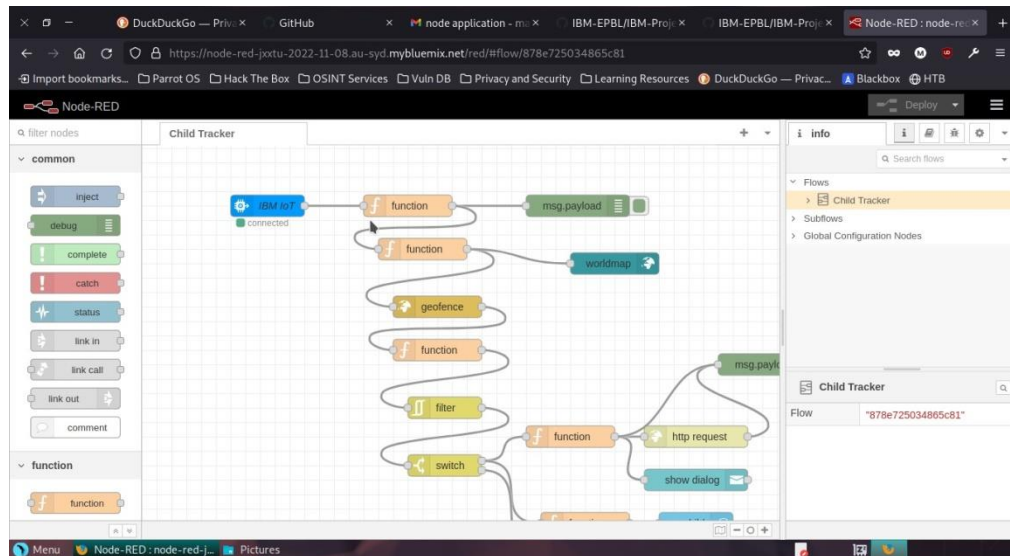 DuckDuckGo — Priva
GitHub
node application - ma
IBM-EPBL/IBM-Proje
IBM-EPBL/IBM-Proje
Node-RED : node-red
https://node-red-jxxtu-2022-11-08.au-syd.mybluemix.net/red/#flow/878e725034865c81
Import bookmarks... Parrot OS Hack The Box OSINT Services Vuln DB Privacy and Security Learning Resources DuckDuckGo — Privac... Blackbox HTB
Node-RED
Deploy
filter nodes
Child Tracker
i info
Search flows
common
inject
debug
complete
catch
status
link in
link call
link out
comment
function
function
IBM IoT
connected
function
msg.payload
function
worldmap
geofence
function
msg.paylo
filter
function
http request
switch
show dialog
Flows
Child Tracker
Subflows
Global Configuration Nodes
Child Tracker
Flow "878e725034865c81"
Menu Node-RED : node-red-j... Pictures